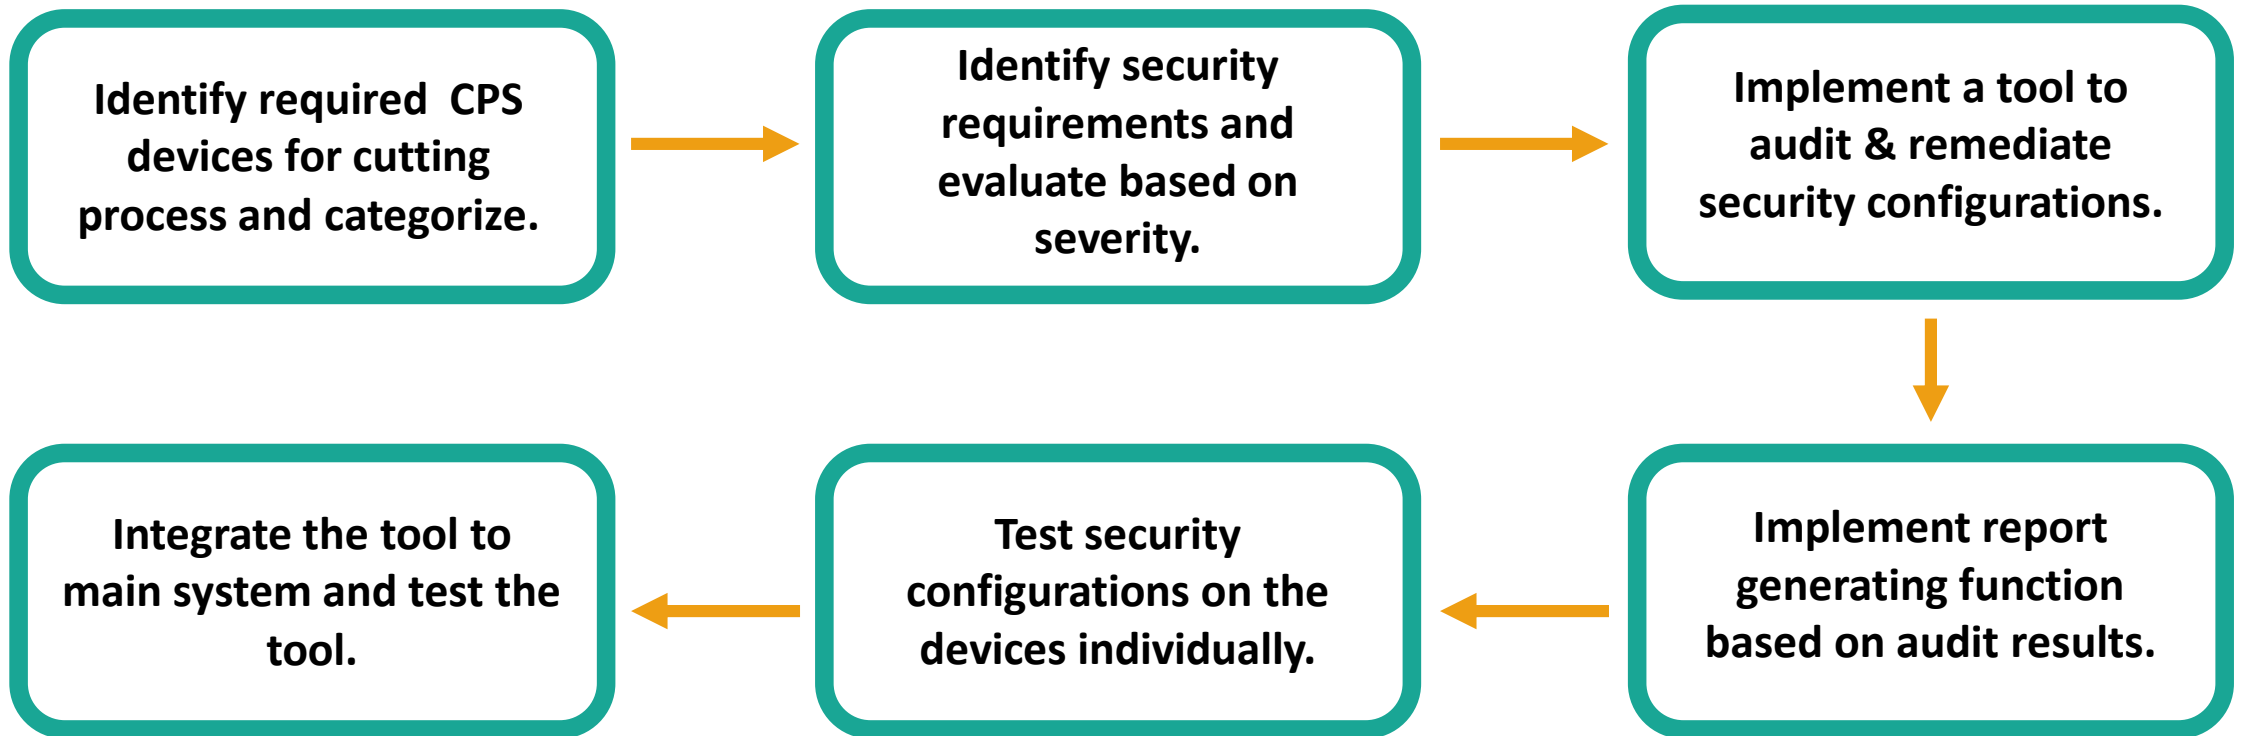 Identify required  CPS
devices for cutting
process and categorize.
Identify security
requirements and
evaluate based on
severity.
Implement a tool to
audit & remediate
security configurations.
Implement report
generating function
based on audit results.
Test security
configurations on the
devices individually.
Integrate the tool to
main system and test the
tool.